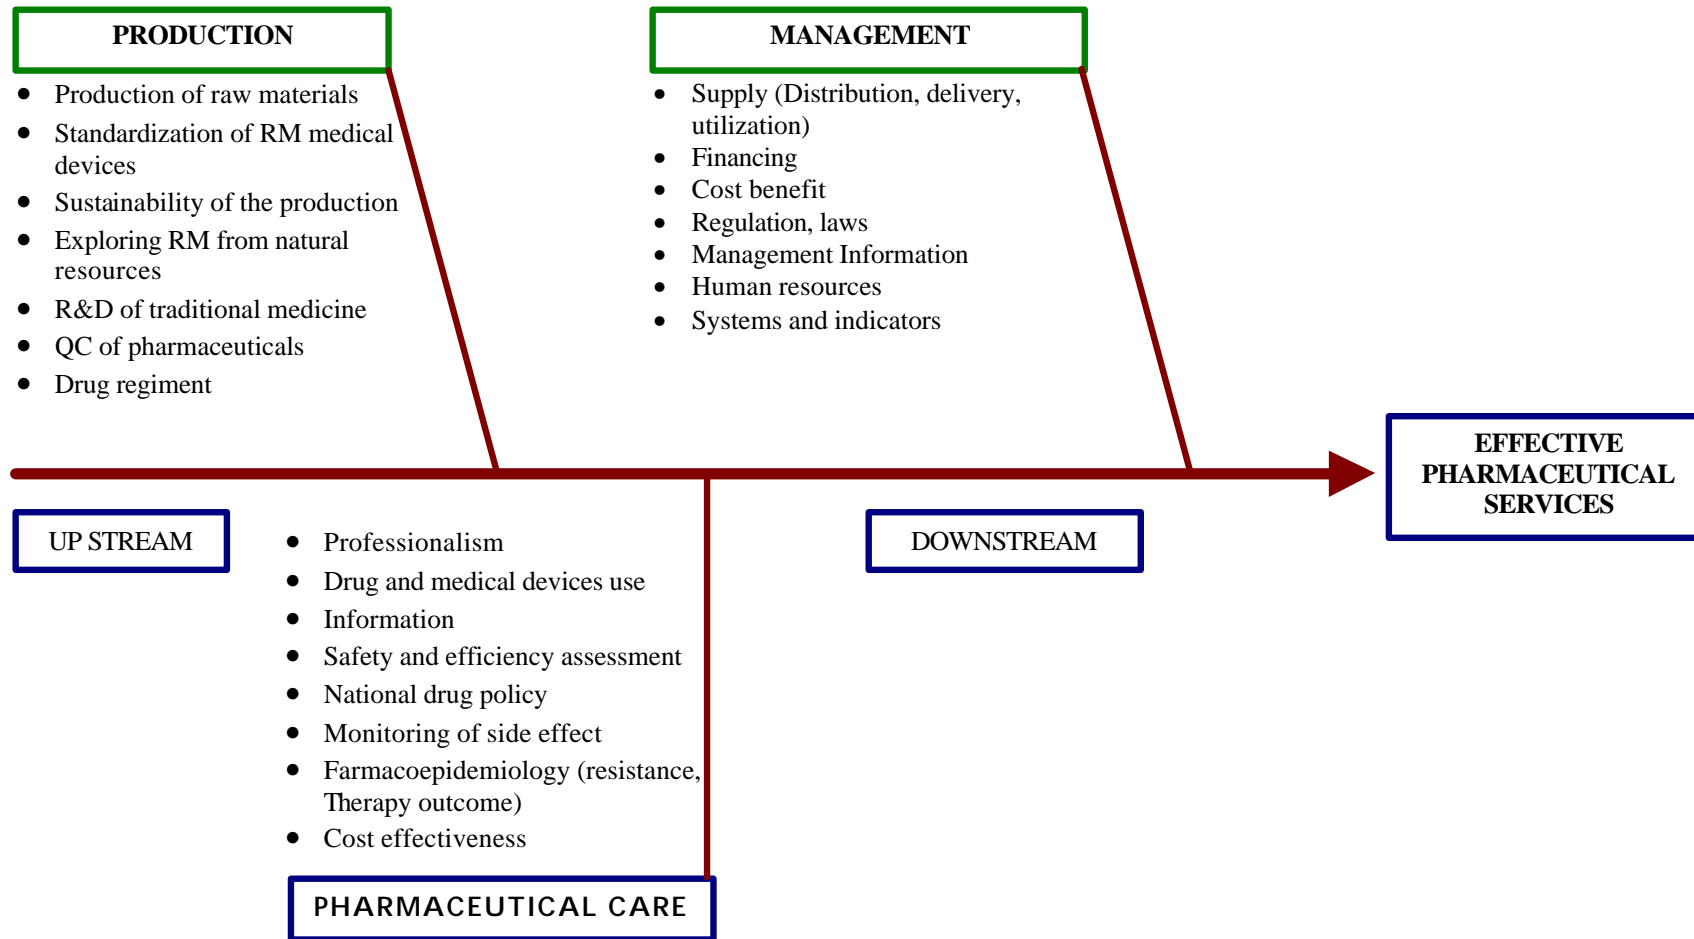 PRODUCTION
• Production of raw materials
• Standardization of RM medical
devices
• Sustainability of the production
• Exploring RM from natural
resources
• R&D of traditional medicine
• QC of pharmaceuticals
• Drug regiment
MANAGEMENT
• Supply (Distribution, delivery,
utilization)
• Financing
• Cost benefit
• Regulation, laws
• Management Information
• Human resources
• Systems and indicators
EFFECTIVE
PHARMACEUTICAL
SERVICES
UP STREAM
• Professionalism
• Drug and medical devices use
• Information
• Safety and efficiency assessment
• National drug policy
• Monitoring of side effect
• Farmacoepidemiology (resistance,
Therapy outcome)
• Cost effectiveness
DOWNSTREAM
PHARMACEUTICAL CARE